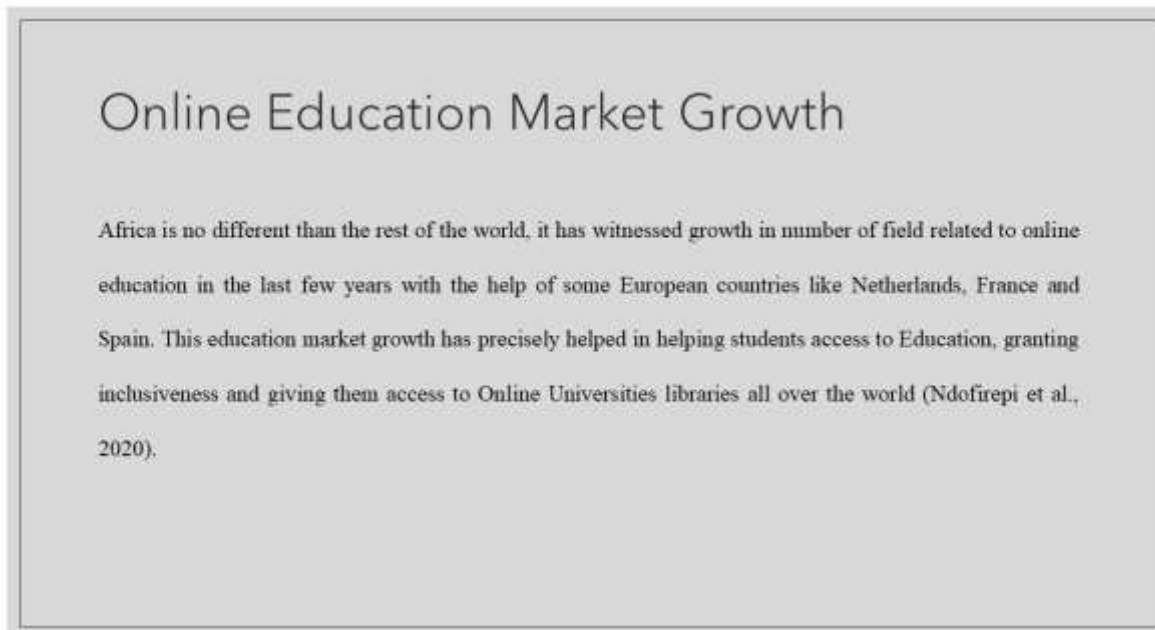 Online Education Market Growth
Africa is no different than the rest of the world, it has witnessed growth in number of field related to online
education in the last few years with the help of some European countries like Netherlands, France and
Spain. This education market growth has precisely helped in helping students access to Education, granting
inclusiveness and giving them access to Online Universities libraries all over the world (Ndofirepi et al.,
2020).